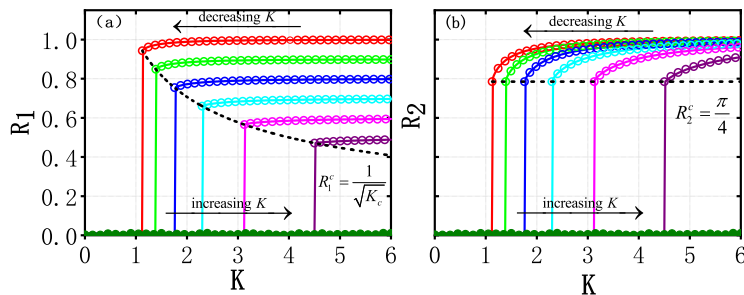 (a)
decreasing K
R₁
1.0
0.8
0.6
0.4
0.2
0.0
R₁ᶜ = 1/√K_c
increasing K
0 1 2 3 4 5 6
K
(b)
decreasing K
R₂
R₂ᶜ = π/4
increasing K
0 1 2 3 4 5 6
K